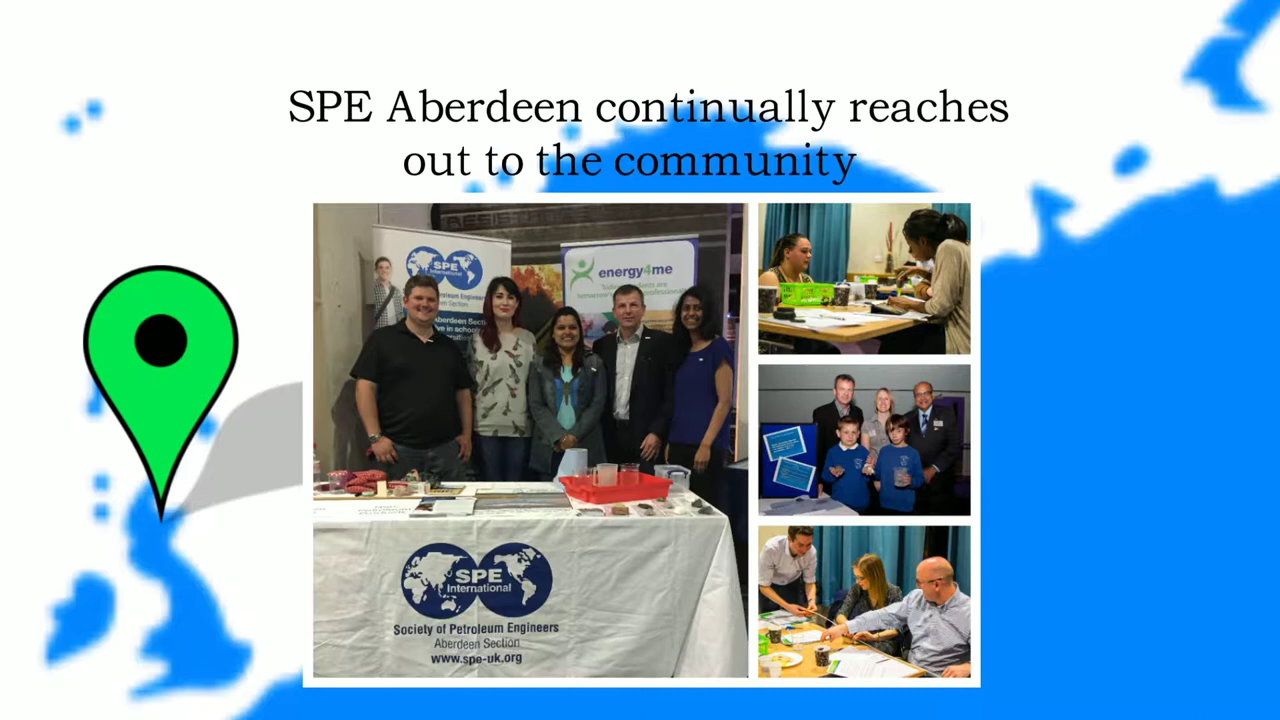 SPE Aberdeen continually reaches
out to the community
SPE
International
Aberdeen Section
energy4me
SPE
International
Society of Petroleum Engineers
Aberdeen Section
www.spe-uk.org